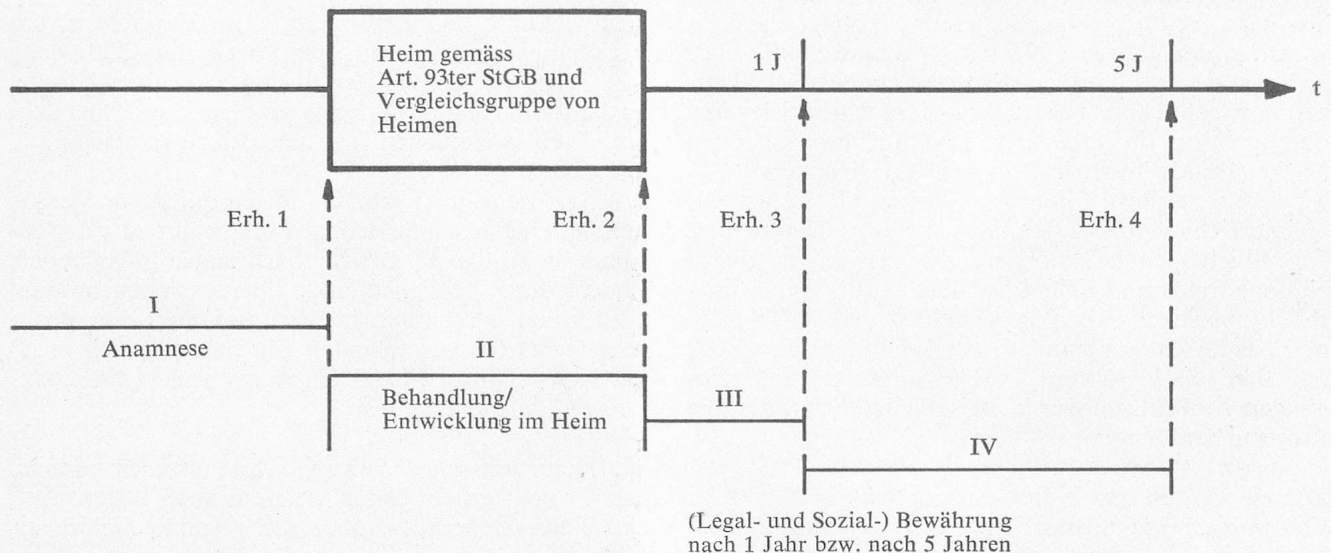 Heim gemäss
Art. 93ter StGB und
Vergleichsgruppe von
Heimen
1 J
5 J
t
Erh. 1
Erh. 2
Erh. 3
Erh. 4
I
Anamnese
II
Behandlung/
Entwicklung im Heim
III
IV
(Legal- und Sozial-) Bewährung
nach 1 Jahr bzw. nach 5 Jahren